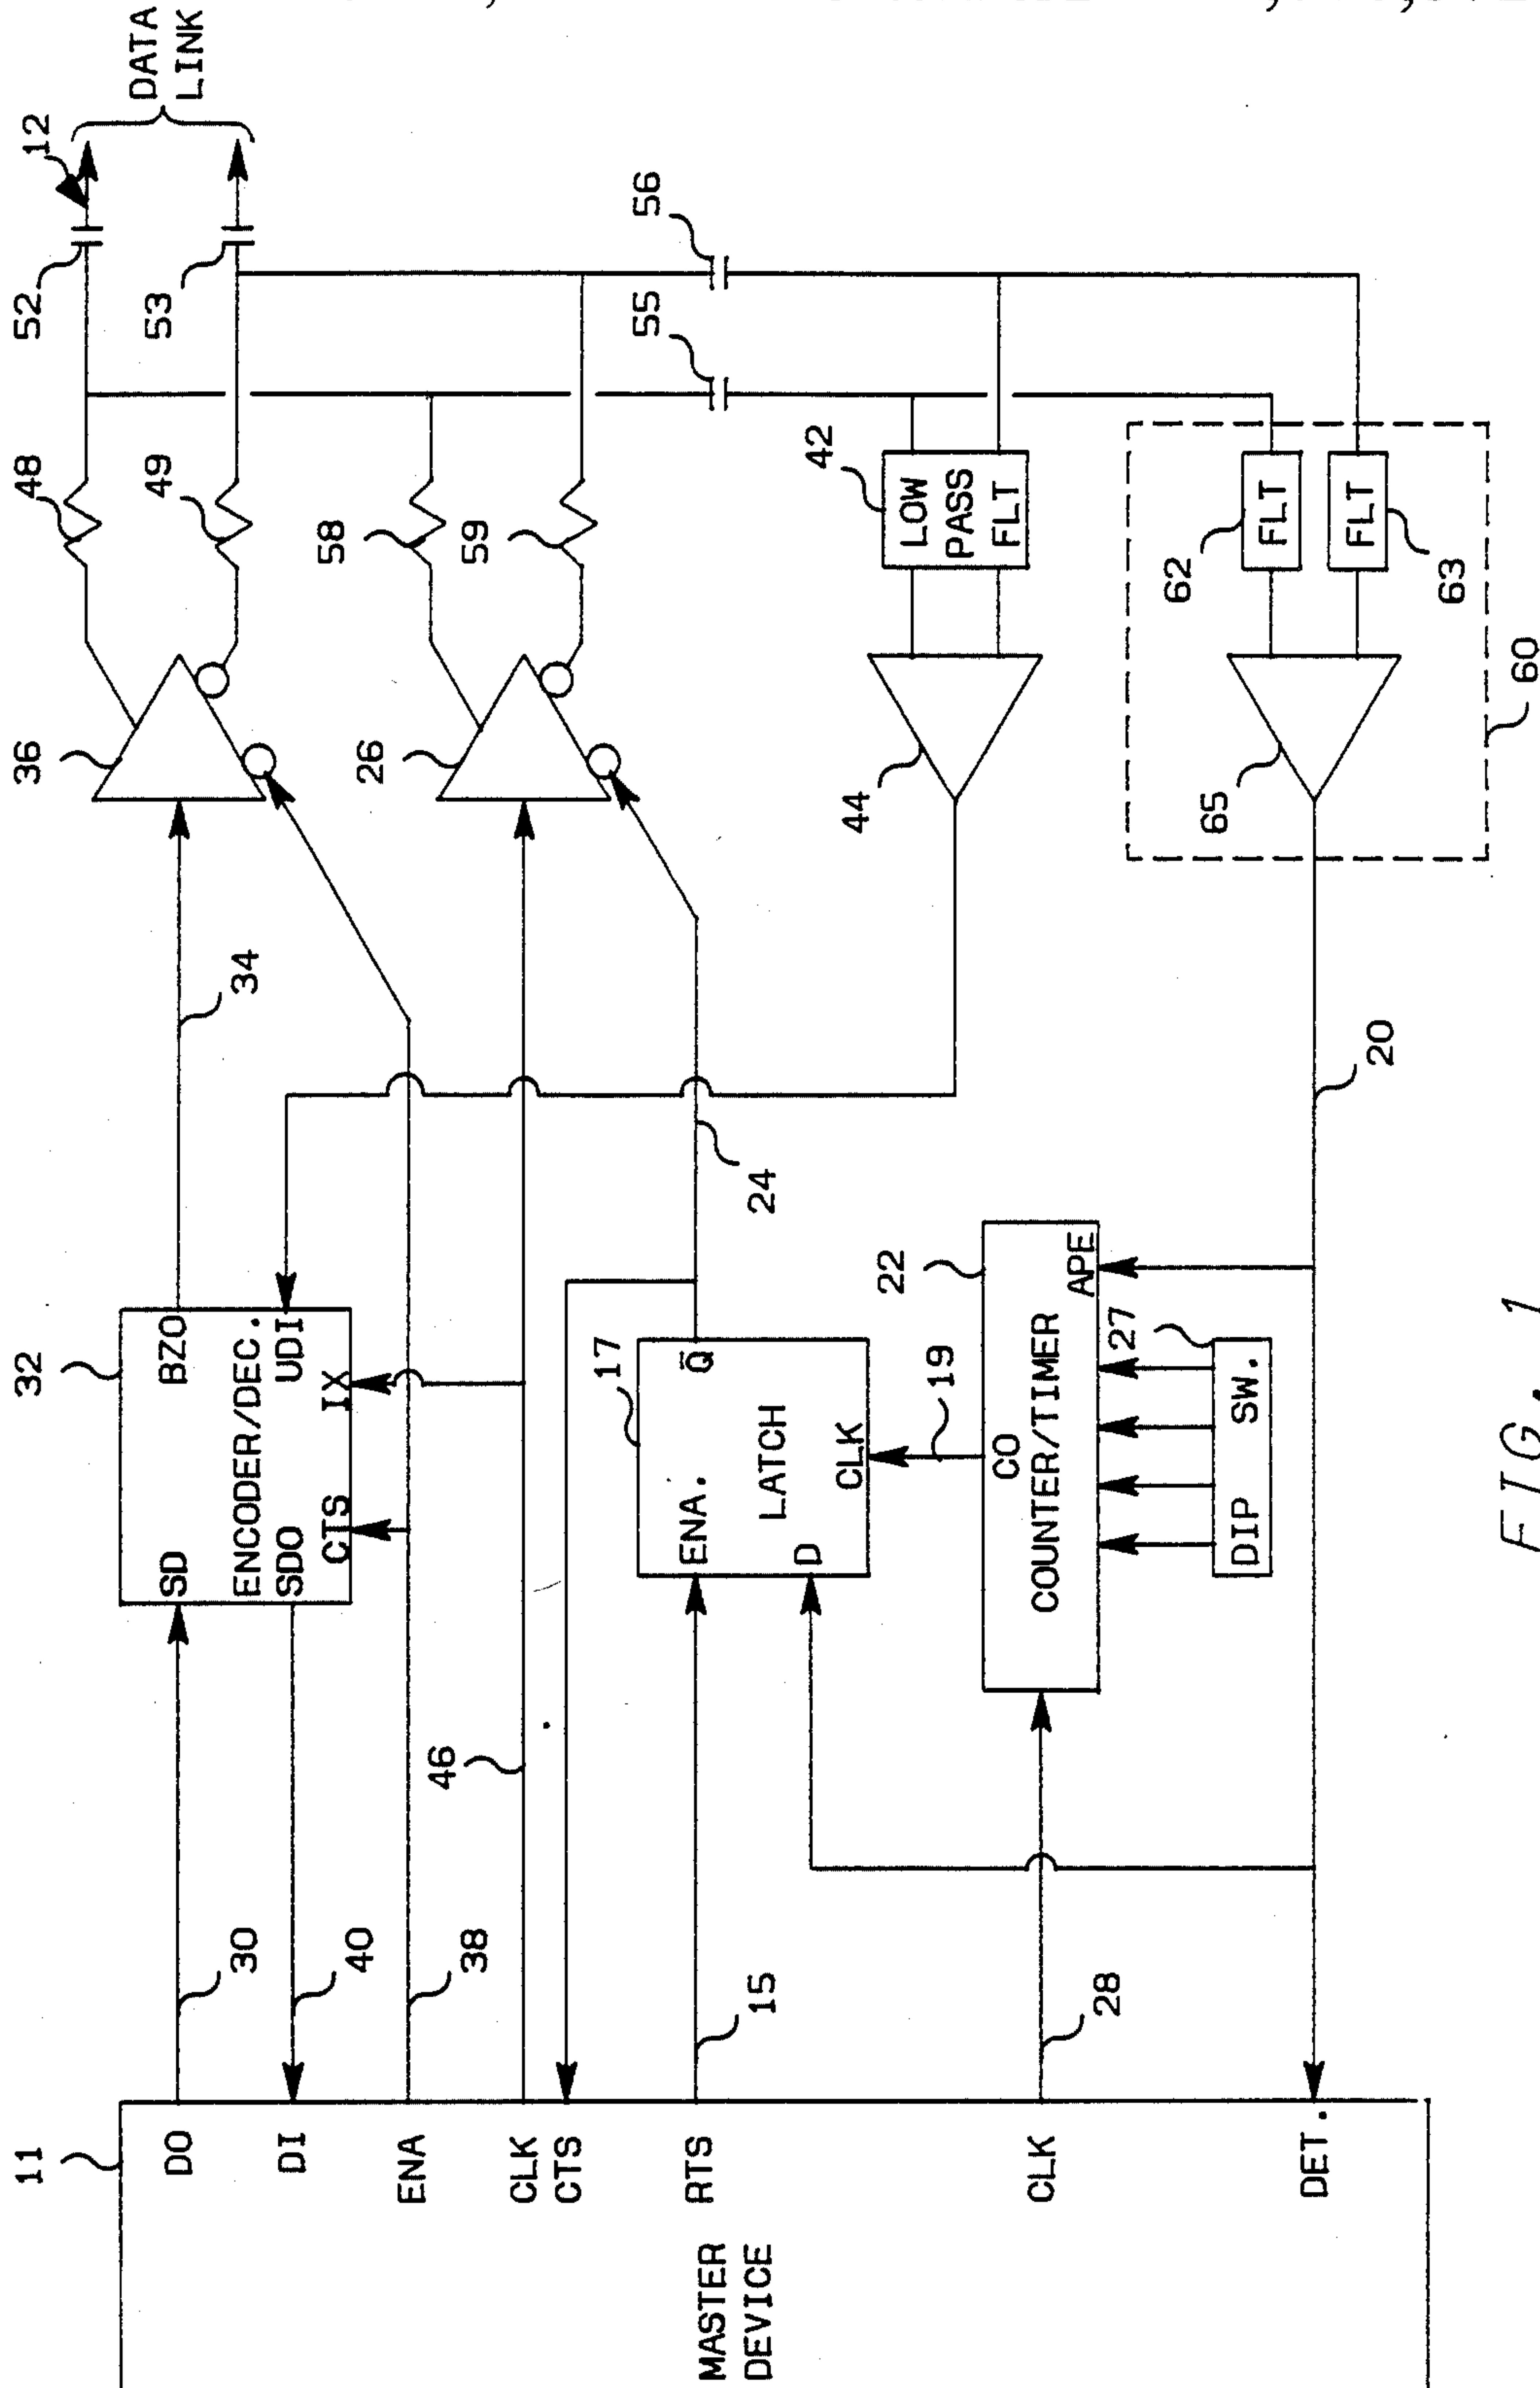 11
MASTER
DEVICE
DO
DI
ENA
CLK
CTS
RTS
CLK
DET.
30
40
38
46
15
28
32
SD
BZO
ENCODER/DEC.
SDO
UDI
CTS
IX
34
17
ENA.
Q̅
LATCH
D
CLK
24
19
22
CO
COUNTER/TIMER
APE
27
DIP SW.
20
36
26
44
65
60
48
49
58
59
42
LOW
PASS
FLT
62
FLT
FLT
63
52
53
55
56
12
DATA
LINK
FIG. 1